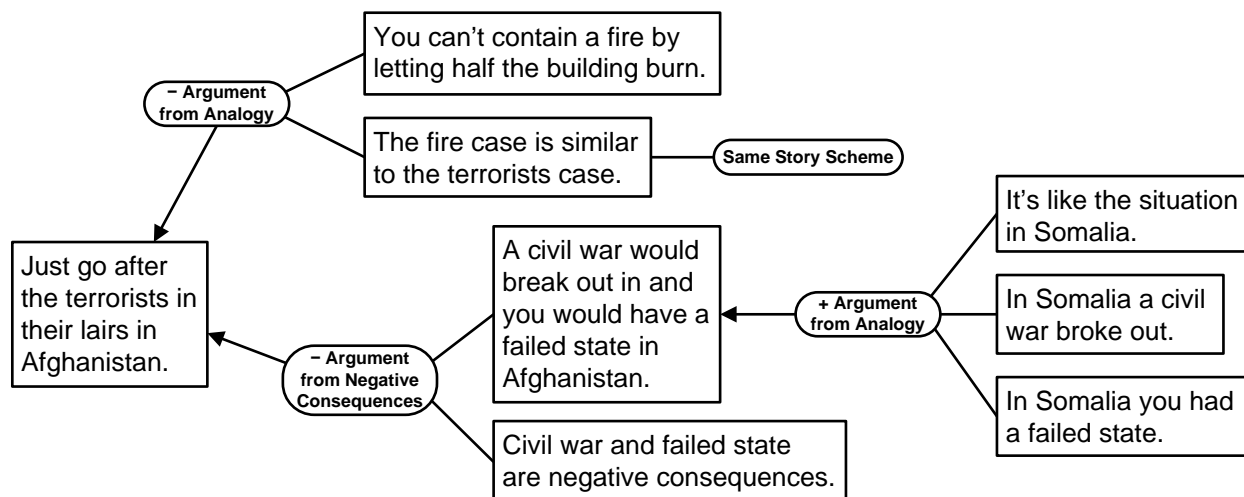 You can’t contain a fire by
letting half the building burn.
− Argument
from Analogy
The fire case is similar
to the terrorists case.
Same Story Scheme
It’s like the situation
in Somalia.
Just go after
the terrorists in
their lairs in
Afghanistan.
A civil war would
break out in and
you would have a
failed state in
Afghanistan.
+ Argument
from Analogy
In Somalia a civil
war broke out.
− Argument
from Negative
Consequences
In Somalia you had
a failed state.
Civil war and failed state
are negative consequences.